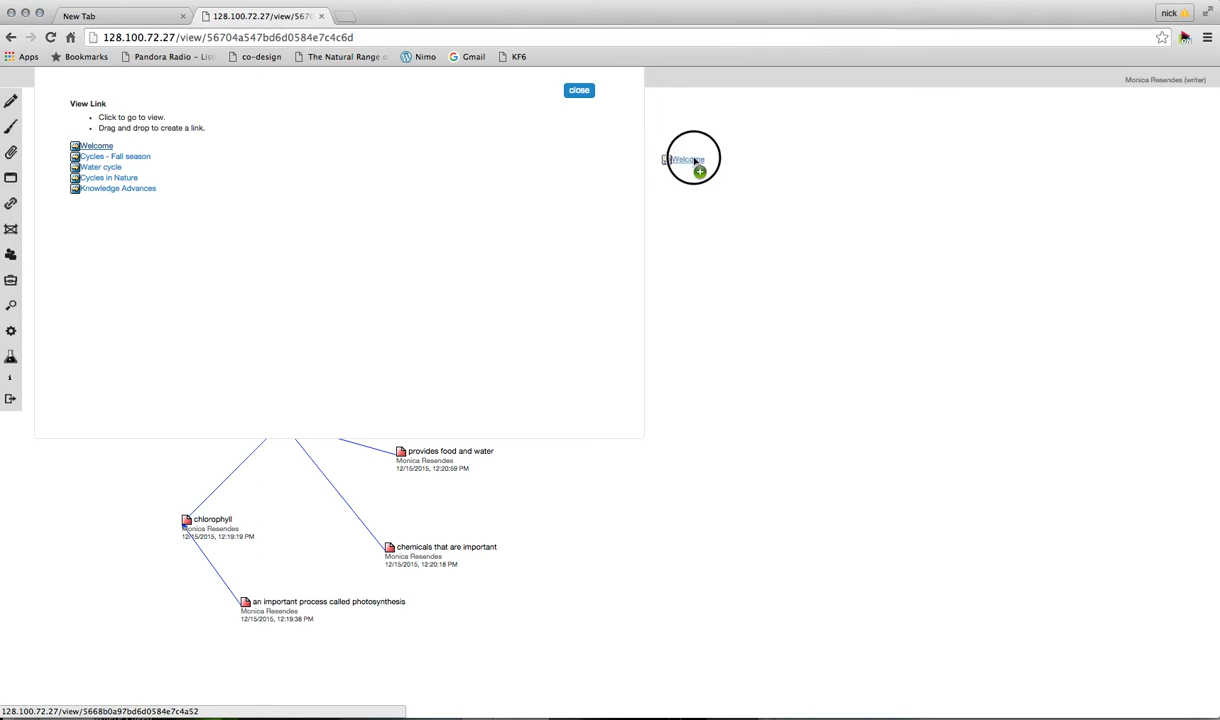 New Tab
128.100.72.27/view/5670
nick
128.100.72.27/view/56704a547bd6d0584e7c4c6d
Apps
Bookmarks
Pandora Radio - List
co-design
The Natural Range o
Nimo
Gmail
KF6
Monica Resendes (writer)
close
View Link
Click to go to view.
Drag and drop to create a link.
Welcome
Cycles - Fall season
Water cycle
Cycles in Nature
Knowledge Advances
Welcome
provides food and water
Monica Resendes
12/15/2015, 12:20:59 PM
chlorophyll
Monica Resendes
12/15/2015, 12:19:19 PM
chemicals that are important
Monica Resendes
12/15/2015, 12:20:18 PM
an important process called photosynthesis
Monica Resendes
12/15/2015, 12:19:38 PM
128.100.72.27/view/5668b0a97bd6d0584e7c4a52